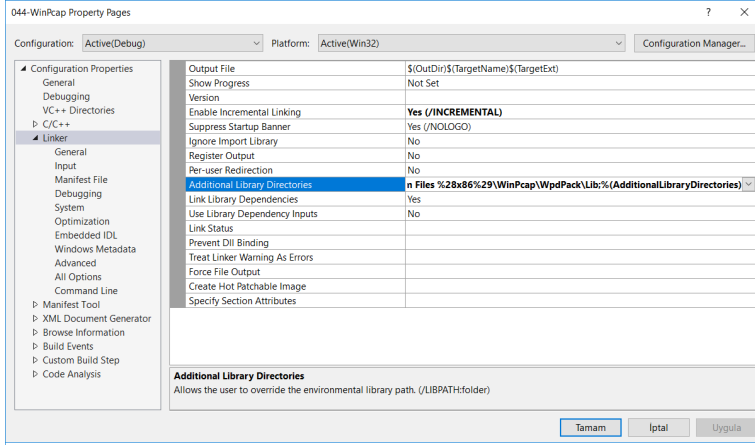 044-WinPcap Property Pages
? ×
Configuration: Active(Debug) Platform: Active(Win32) Configuration Manager...
Configuration Properties
General
Debugging
VC++ Directories
C/C++
Linker
General
Input
Manifest File
Debugging
System
Optimization
Embedded IDL
Windows Metadata
Advanced
All Options
Command Line
Manifest Tool
XML Document Generator
Browse Information
Build Events
Custom Build Step
Code Analysis
Output File $(OutDir)$(TargetName)$(TargetExt)
Show Progress Not Set
Version
Enable Incremental Linking Yes (/INCREMENTAL)
Suppress Startup Banner Yes (/NOLOGO)
Ignore Import Library No
Register Output No
Per-user Redirection No
Additional Library Directories n Files %28x86%29\WinPcap\WpdPack\Lib;%(AdditionalLibraryDirectories)
Link Library Dependencies Yes
Use Library Dependency Inputs No
Link Status
Prevent Dll Binding
Treat Linker Warning As Errors
Force File Output
Create Hot Patchable Image
Specify Section Attributes
Additional Library Directories
Allows the user to override the environmental library path. (/LIBPATH:folder)
Tamam İptal Uygula